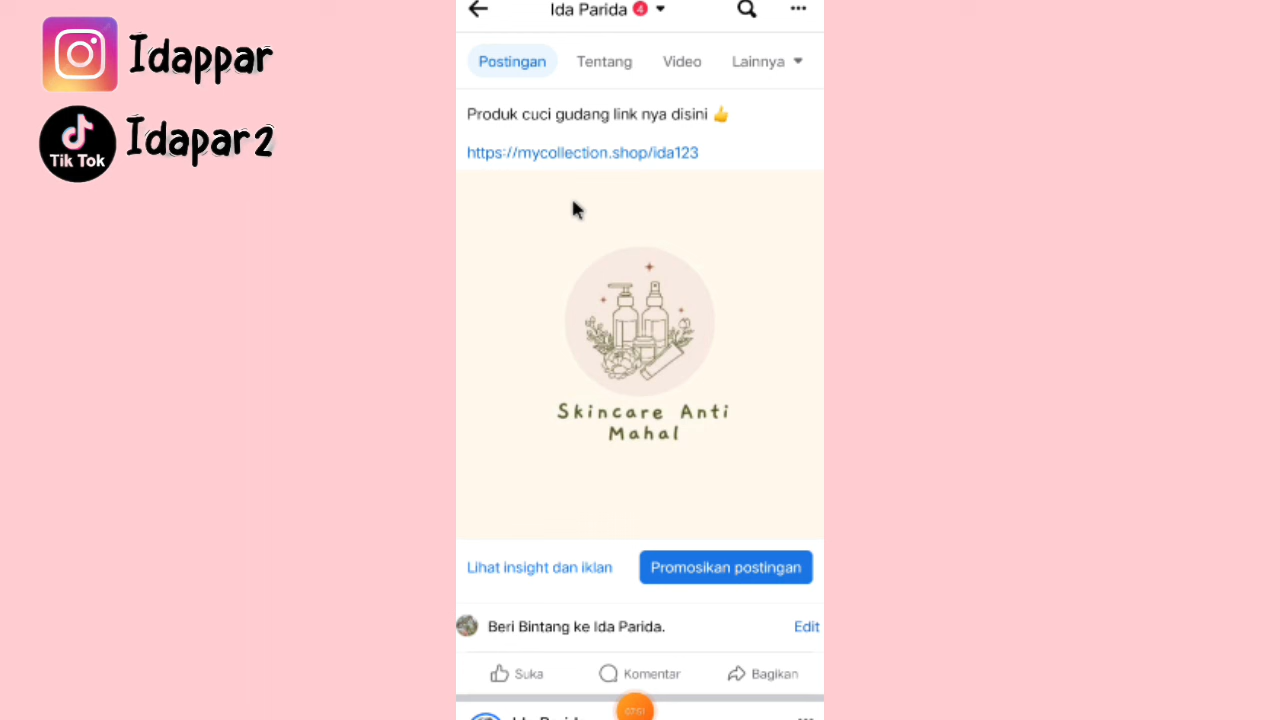 Idappar
Tik Tok
Idapar2
Ida Parida 4
Postingan Tentang Video Lainnya
Produk cuci gudang link nya disini 👍
https://mycollection.shop/ida123
Skincare Anti
Mahal
Lihat insight dan iklan Promosikan postingan
Beri Bintang ke Ida Parida. Edit
Suka Komentar Bagikan
07:51